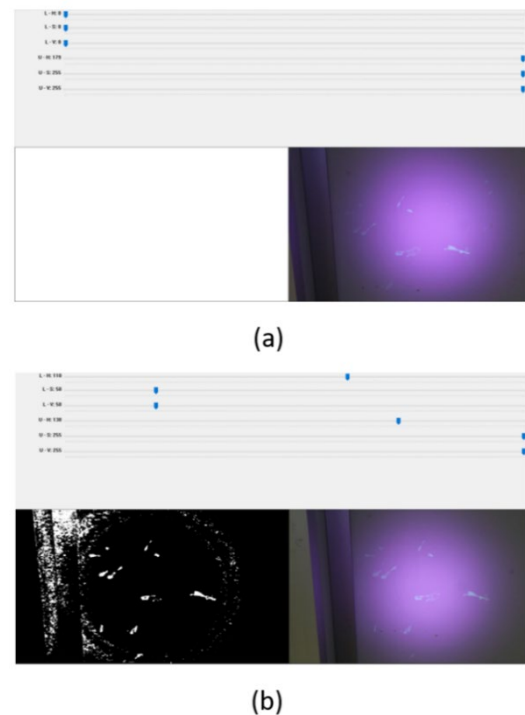 L - H: 0
L - S: 0
L - V: 0
U - H: 179
U - S: 255
U - V: 255
(a)
L - H: 110
L - S: 50
L - V: 50
U - H: 130
U - S: 255
U - V: 255
(b)